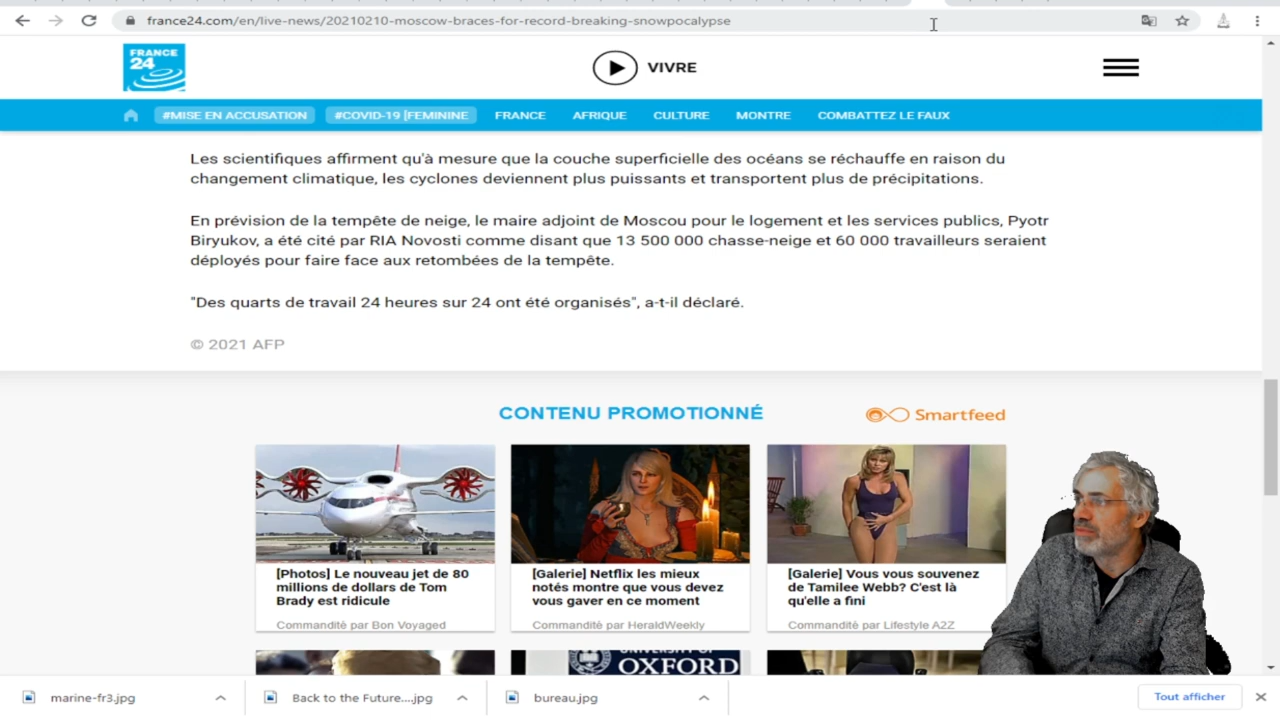 france24.com/en/live-news/20210210-moscow-braces-for-record-breaking-snowpocalypse
FRANCE
24
VIVRE
#MISE EN ACCUSATION
#COVID-19 [FEMININE
FRANCE
AFRIQUE
CULTURE
MONTRE
COMBATTEZ LE FAUX
Les scientifiques affirment qu'à mesure que la couche superficielle des océans se réchauffe en raison du
changement climatique, les cyclones deviennent plus puissants et transportent plus de précipitations.
En prévision de la tempête de neige, le maire adjoint de Moscou pour le logement et les services publics, Pyotr
Biryukov, a été cité par RIA Novosti comme disant que 13 500 000 chasse-neige et 60 000 travailleurs seraient
déployés pour faire face aux retombées de la tempête.
"Des quarts de travail 24 heures sur 24 ont été organisés", a-t-il déclaré.
© 2021 AFP
CONTENU PROMOTIONNÉ
Smartfeed
[Photos] Le nouveau jet de 80
millions de dollars de Tom
Brady est ridicule
Commandité par Bon Voyaged
[Galerie] Netflix les mieux
notés montre que vous devez
vous gaver en ce moment
Commandité par HeraldWeekly
[Galerie] Vous vous souvenez
de Tamilee Webb? C'est là
qu'elle a fini
Commandité par Lifestyle A2Z
UNIVERSITY OF
OXFORD
marine-fr3.jpg
Back to the Future....jpg
bureau.jpg
Tout afficher